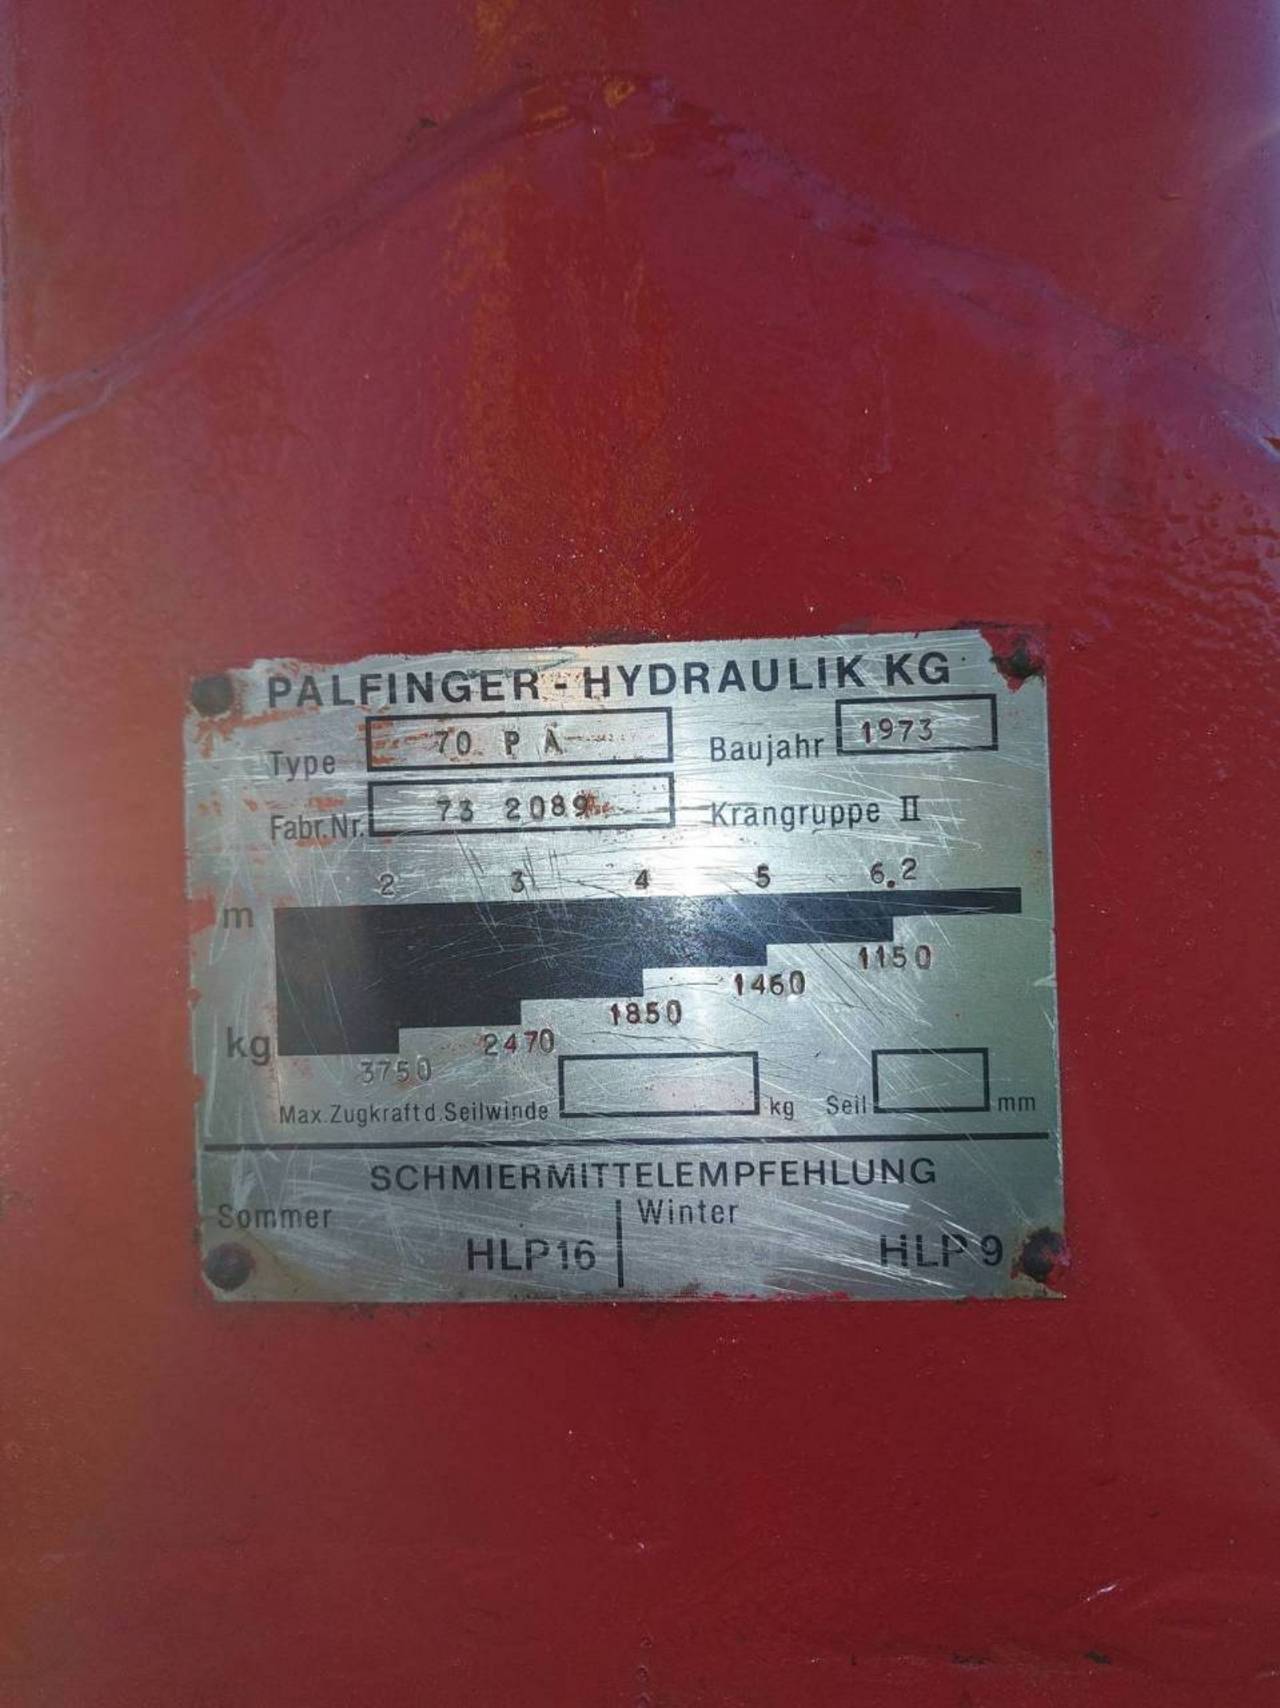 PALFINGER - HYDRAULIK KG
Type 70 PA Baujahr 1973
Fabr.Nr. 73 2089 Krangruppe II
2 3 4 5 6.2
m
1150
1460
1850
2470
kg
3750
Max.Zugkraft d.Seilwinde kg Seil mm
SCHMIERMITTELEMPFEHLUNG
Sommer Winter
HLP16 HLP 9